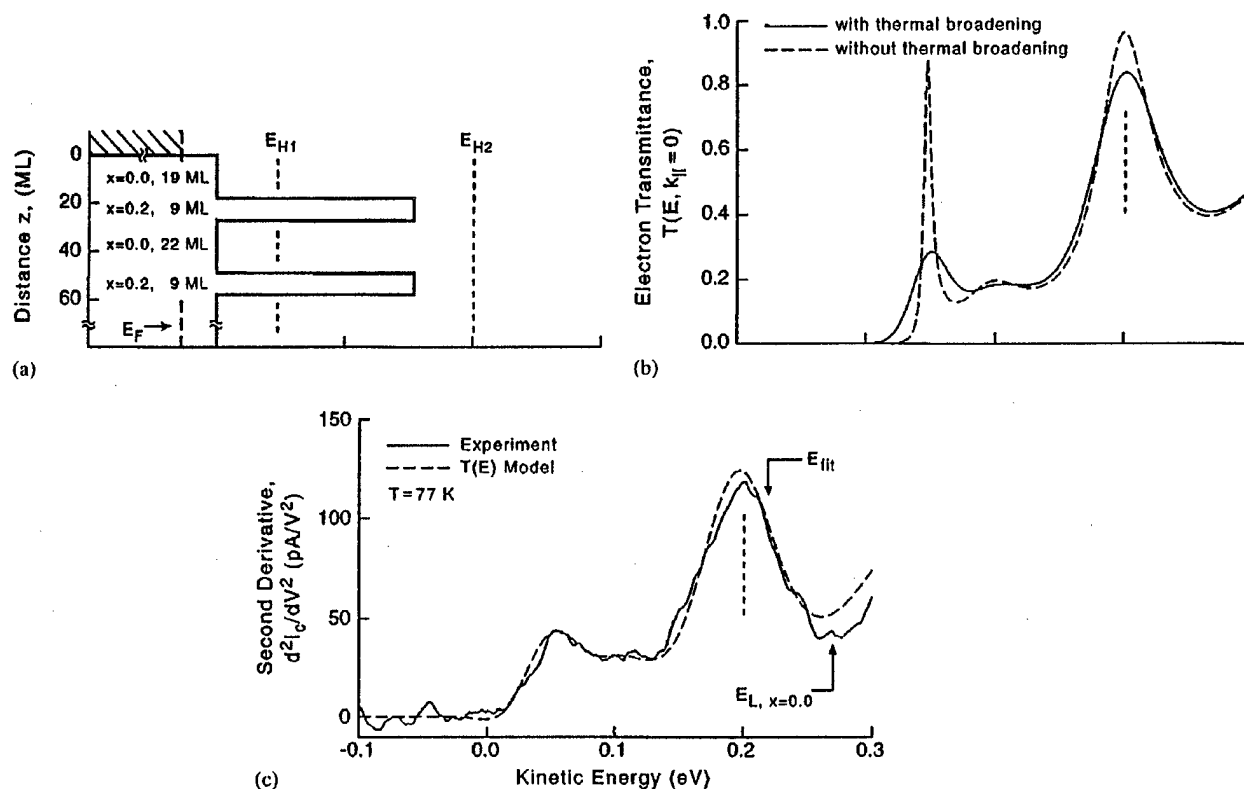 0
20
40
60
Distance z, (ML)
x=0.0, 19 ML
x=0.2, 9 ML
x=0.0, 22 ML
x=0.2, 9 ML
E_H1
E_H2
E_F
(a)
1.0
0.8
0.6
0.4
0.2
0.0
Electron Transmittance,
T(E, k_||=0)
with thermal broadening
without thermal broadening
(b)
150
100
50
0
Second Derivative,
d²I_c/dV² (pA/V²)
Experiment
T(E) Model
T=77 K
E_fit
E_L, x=0.0
-0.1
0.0
0.1
0.2
0.3
Kinetic Energy (eV)
(c)